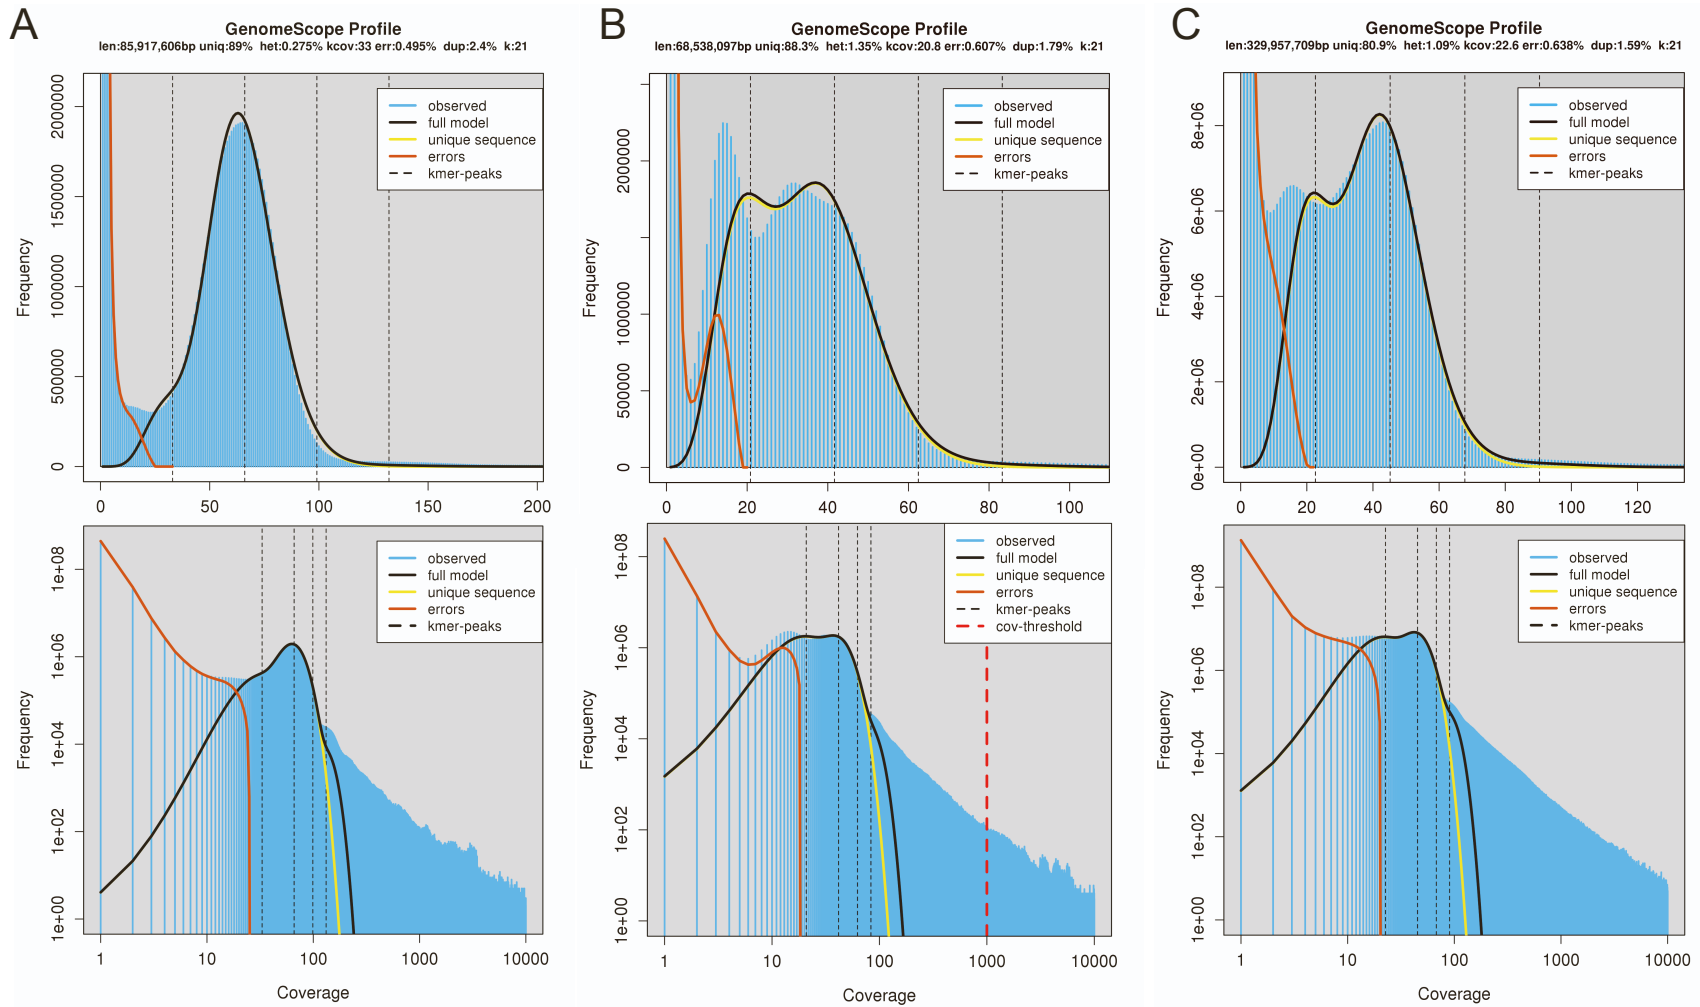 A
GenomeScope Profile
len:85,917,606bp uniq:89% het:0.275% kcov:33 err:0.495% dup:2.4% k:21
Frequency
0
500000
1000000
1500000
2000000
observed
full model
unique sequence
errors
kmer-peaks
0
50
100
150
200
Frequency
1e+00
1e+02
1e+04
1e+06
1e+08
observed
full model
unique sequence
errors
kmer-peaks
1
10
100
1000
10000
Coverage
B
GenomeScope Profile
len:68,538,097bp uniq:88.3% het:1.35% kcov:20.8 err:0.607% dup:1.79% k:21
Frequency
0
500000
1000000
2000000
observed
full model
unique sequence
errors
kmer-peaks
0
20
40
60
80
100
Frequency
1e+00
1e+02
1e+04
1e+06
1e+08
observed
full model
unique sequence
errors
kmer-peaks
cov-threshold
1
10
100
1000
10000
Coverage
C
GenomeScope Profile
len:329,957,709bp uniq:80.9% het:1.09% kcov:22.6 err:0.638% dup:1.59% k:21
Frequency
0e+00
2e+06
4e+06
6e+06
8e+06
observed
full model
unique sequence
errors
kmer-peaks
0
20
40
60
80
100
120
Frequency
1e+00
1e+02
1e+04
1e+06
1e+08
observed
full model
unique sequence
errors
kmer-peaks
1
10
100
1000
10000
Coverage